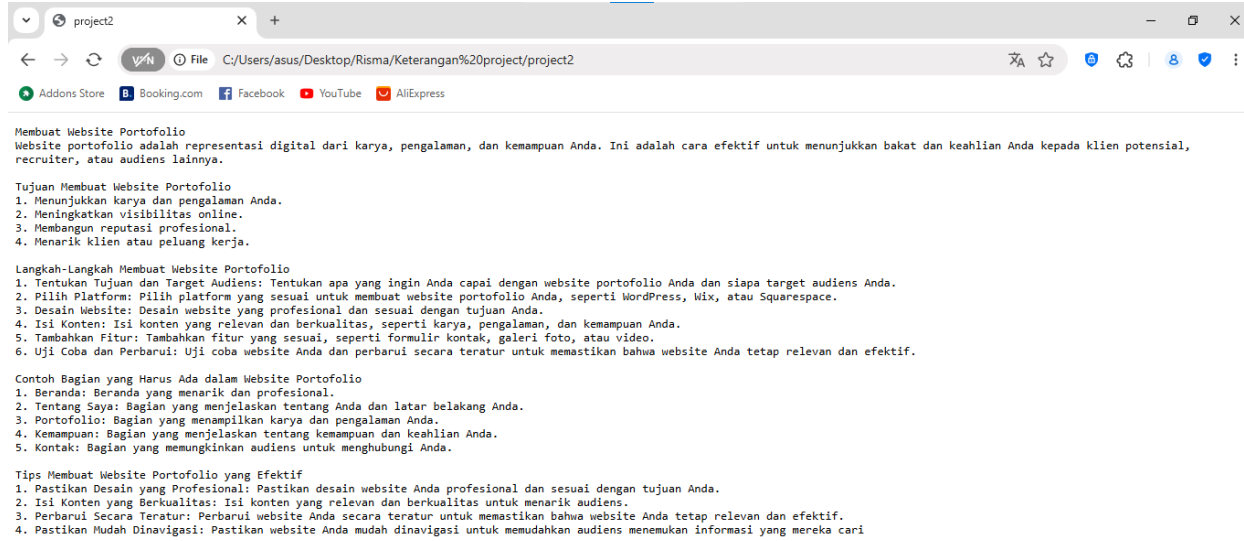 project2
File C:/Users/asus/Desktop/Risma/Keterangan%20project/project2
Addons Store Booking.com Facebook YouTube AliExpress
Membuat Website Portofolio
Website portofolio adalah representasi digital dari karya, pengalaman, dan kemampuan Anda. Ini adalah cara efektif untuk menunjukkan bakat dan keahlian Anda kepada klien potensial,
recruiter, atau audiens lainnya.
Tujuan Membuat Website Portofolio
1. Menunjukkan karya dan pengalaman Anda.
2. Meningkatkan visibilitas online.
3. Membangun reputasi profesional.
4. Menarik klien atau peluang kerja.
Langkah-Langkah Membuat Website Portofolio
1. Tentukan Tujuan dan Target Audiens: Tentukan apa yang ingin Anda capai dengan website portofolio Anda dan siapa target audiens Anda.
2. Pilih Platform: Pilih platform yang sesuai untuk membuat website portofolio Anda, seperti WordPress, Wix, atau Squarespace.
3. Desain Website: Desain website yang profesional dan sesuai dengan tujuan Anda.
4. Isi Konten: Isi konten yang relevan dan berkualitas, seperti karya, pengalaman, dan kemampuan Anda.
5. Tambahkan Fitur: Tambahkan fitur yang sesuai, seperti formulir kontak, galeri foto, atau video.
6. Uji Coba dan Perbarui: Uji coba website Anda dan perbarui secara teratur untuk memastikan bahwa website Anda tetap relevan dan efektif.
Contoh Bagian yang Harus Ada dalam Website Portofolio
1. Beranda: Beranda yang menarik dan profesional.
2. Tentang Saya: Bagian yang menjelaskan tentang Anda dan latar belakang Anda.
3. Portofolio: Bagian yang menampilkan karya dan pengalaman Anda.
4. Kemampuan: Bagian yang menjelaskan tentang kemampuan dan keahlian Anda.
5. Kontak: Bagian yang memungkinkan audiens untuk menghubungi Anda.
Tips Membuat Website Portofolio yang Efektif
1. Pastikan Desain yang Profesional: Pastikan desain website Anda profesional dan sesuai dengan tujuan Anda.
2. Isi Konten yang Berkualitas: Isi konten yang relevan dan berkualitas untuk menarik audiens.
3. Perbarui Secara Teratur: Perbarui website Anda secara teratur untuk memastikan bahwa website Anda tetap relevan dan efektif.
4. Pastikan Mudah Dinavigasi: Pastikan website Anda mudah dinavigasi untuk memudahkan audiens menemukan informasi yang mereka cari